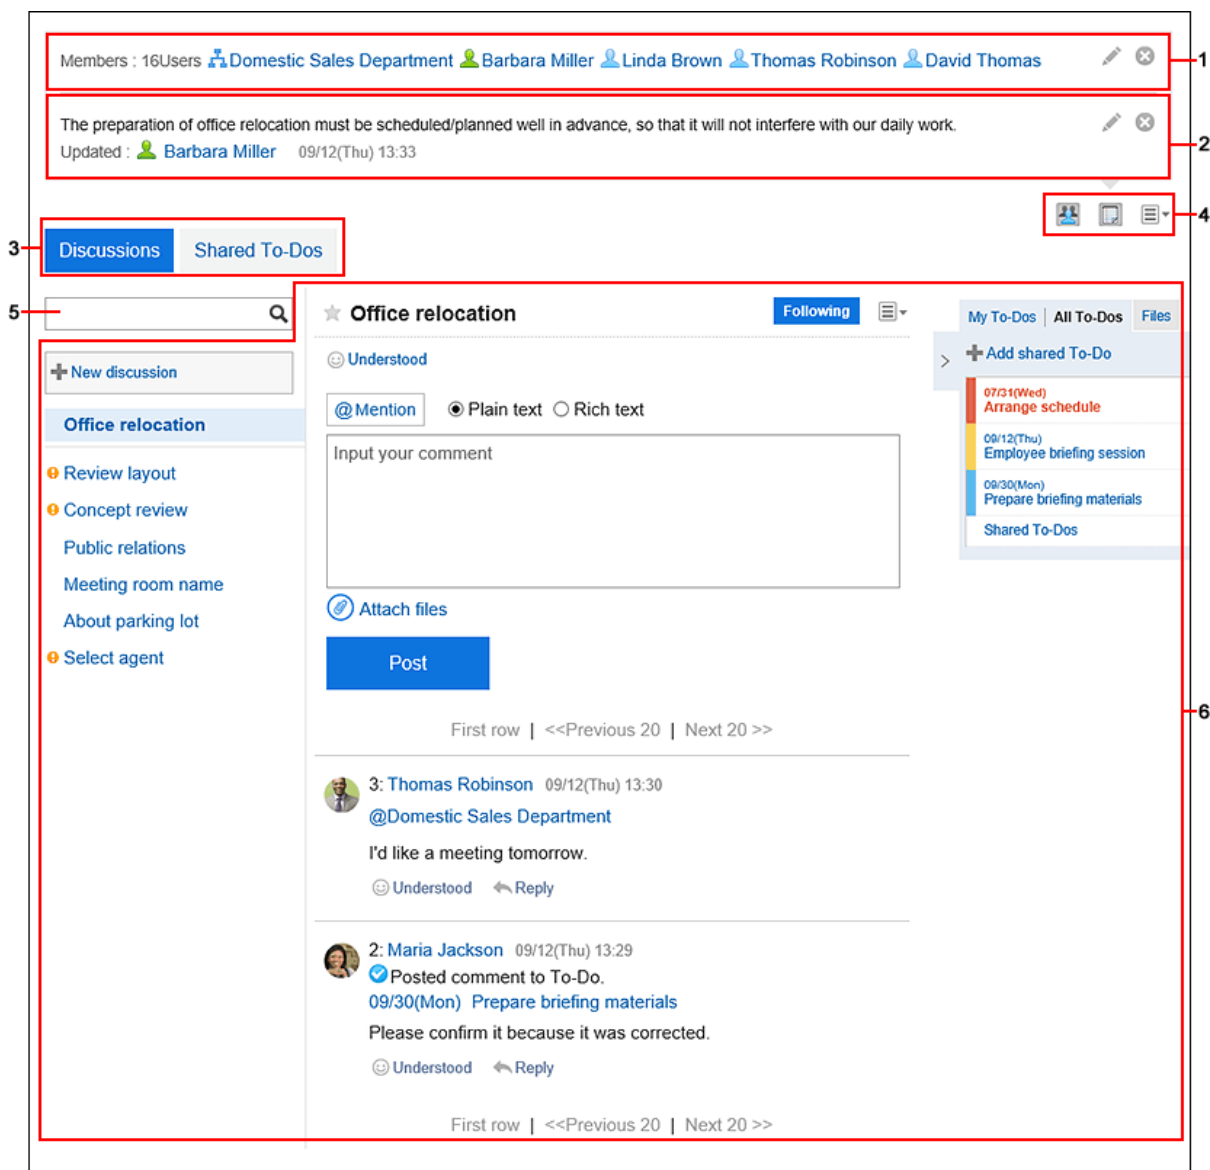 Members : 16Users Domestic Sales Department Barbara Miller Linda Brown Thomas Robinson David Thomas
1
The preparation of office relocation must be scheduled/planned well in advance, so that it will not interfere with our daily work.
Updated : Barbara Miller 09/12(Thu) 13:33
2
4
3
Discussions Shared To-Dos
5
New discussion
Office relocation
Review layout
Concept review
Public relations
Meeting room name
About parking lot
Select agent
Office relocation Following
Understood
@Mention Plain text Rich text
Input your comment
Attach files
Post
First row | <<Previous 20 | Next 20 >>
3: Thomas Robinson 09/12(Thu) 13:30
@Domestic Sales Department
I'd like a meeting tomorrow.
Understood Reply
2: Maria Jackson 09/12(Thu) 13:29
Posted comment to To-Do.
09/30(Mon) Prepare briefing materials
Please confirm it because it was corrected.
Understood Reply
First row | <<Previous 20 | Next 20 >>
My To-Dos | All To-Dos Files
Add shared To-Do
07/31(Wed)
Arrange schedule
09/12(Thu)
Employee briefing session
09/30(Mon)
Prepare briefing materials
Shared To-Dos
6